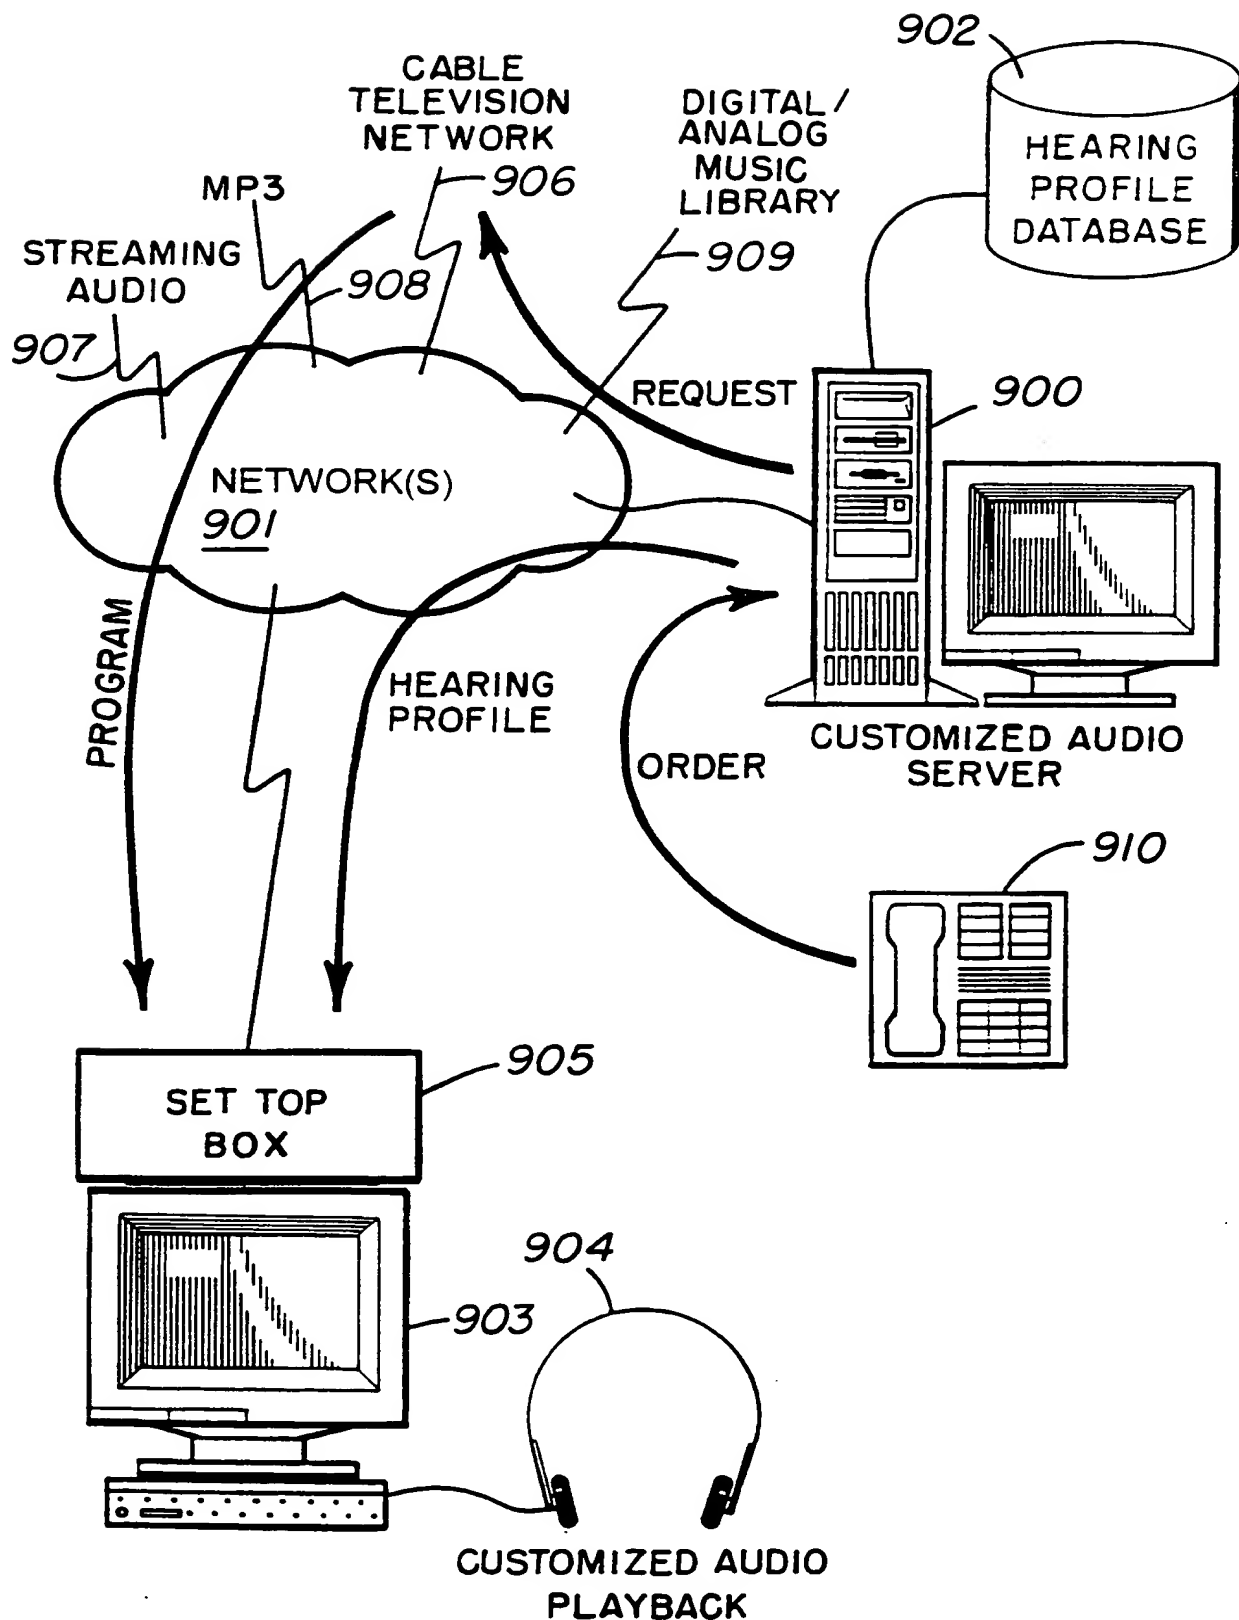 902
CABLE
TELEVISION
NETWORK
906
DIGITAL/
ANALOG
MUSIC
LIBRARY
909
HEARING
PROFILE
DATABASE
MP3
908
STREAMING
AUDIO
907
REQUEST
900
NETWORK(S)
901
PROGRAM
HEARING
PROFILE
ORDER
CUSTOMIZED AUDIO
SERVER
910
905
SET TOP
BOX
904
903
CUSTOMIZED AUDIO
PLAYBACK